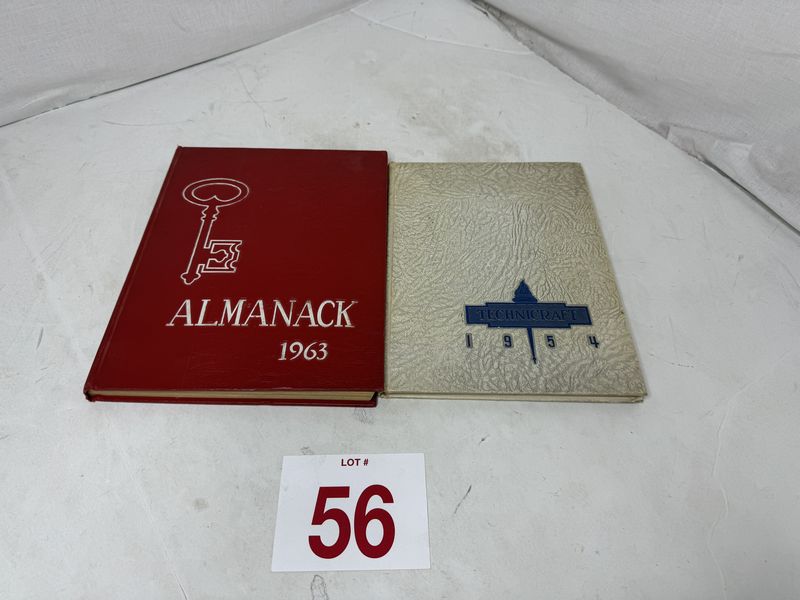 ALMANACK
1963
TECHNICRAFT
1954
LOT #
56